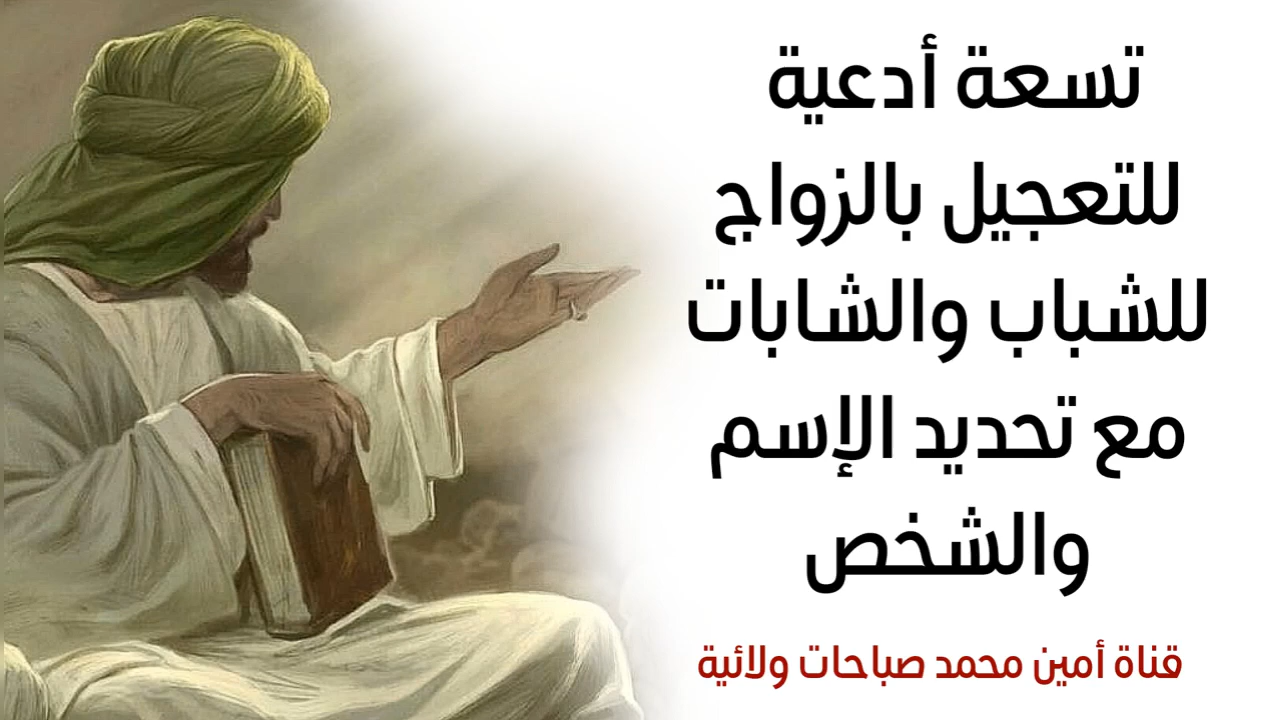 تسعة أدعية
للتعجيل بالزواج
للشباب والشابات
مع تحديد الإسم
والشخص
قناة أمين محمد صباحات ولائية